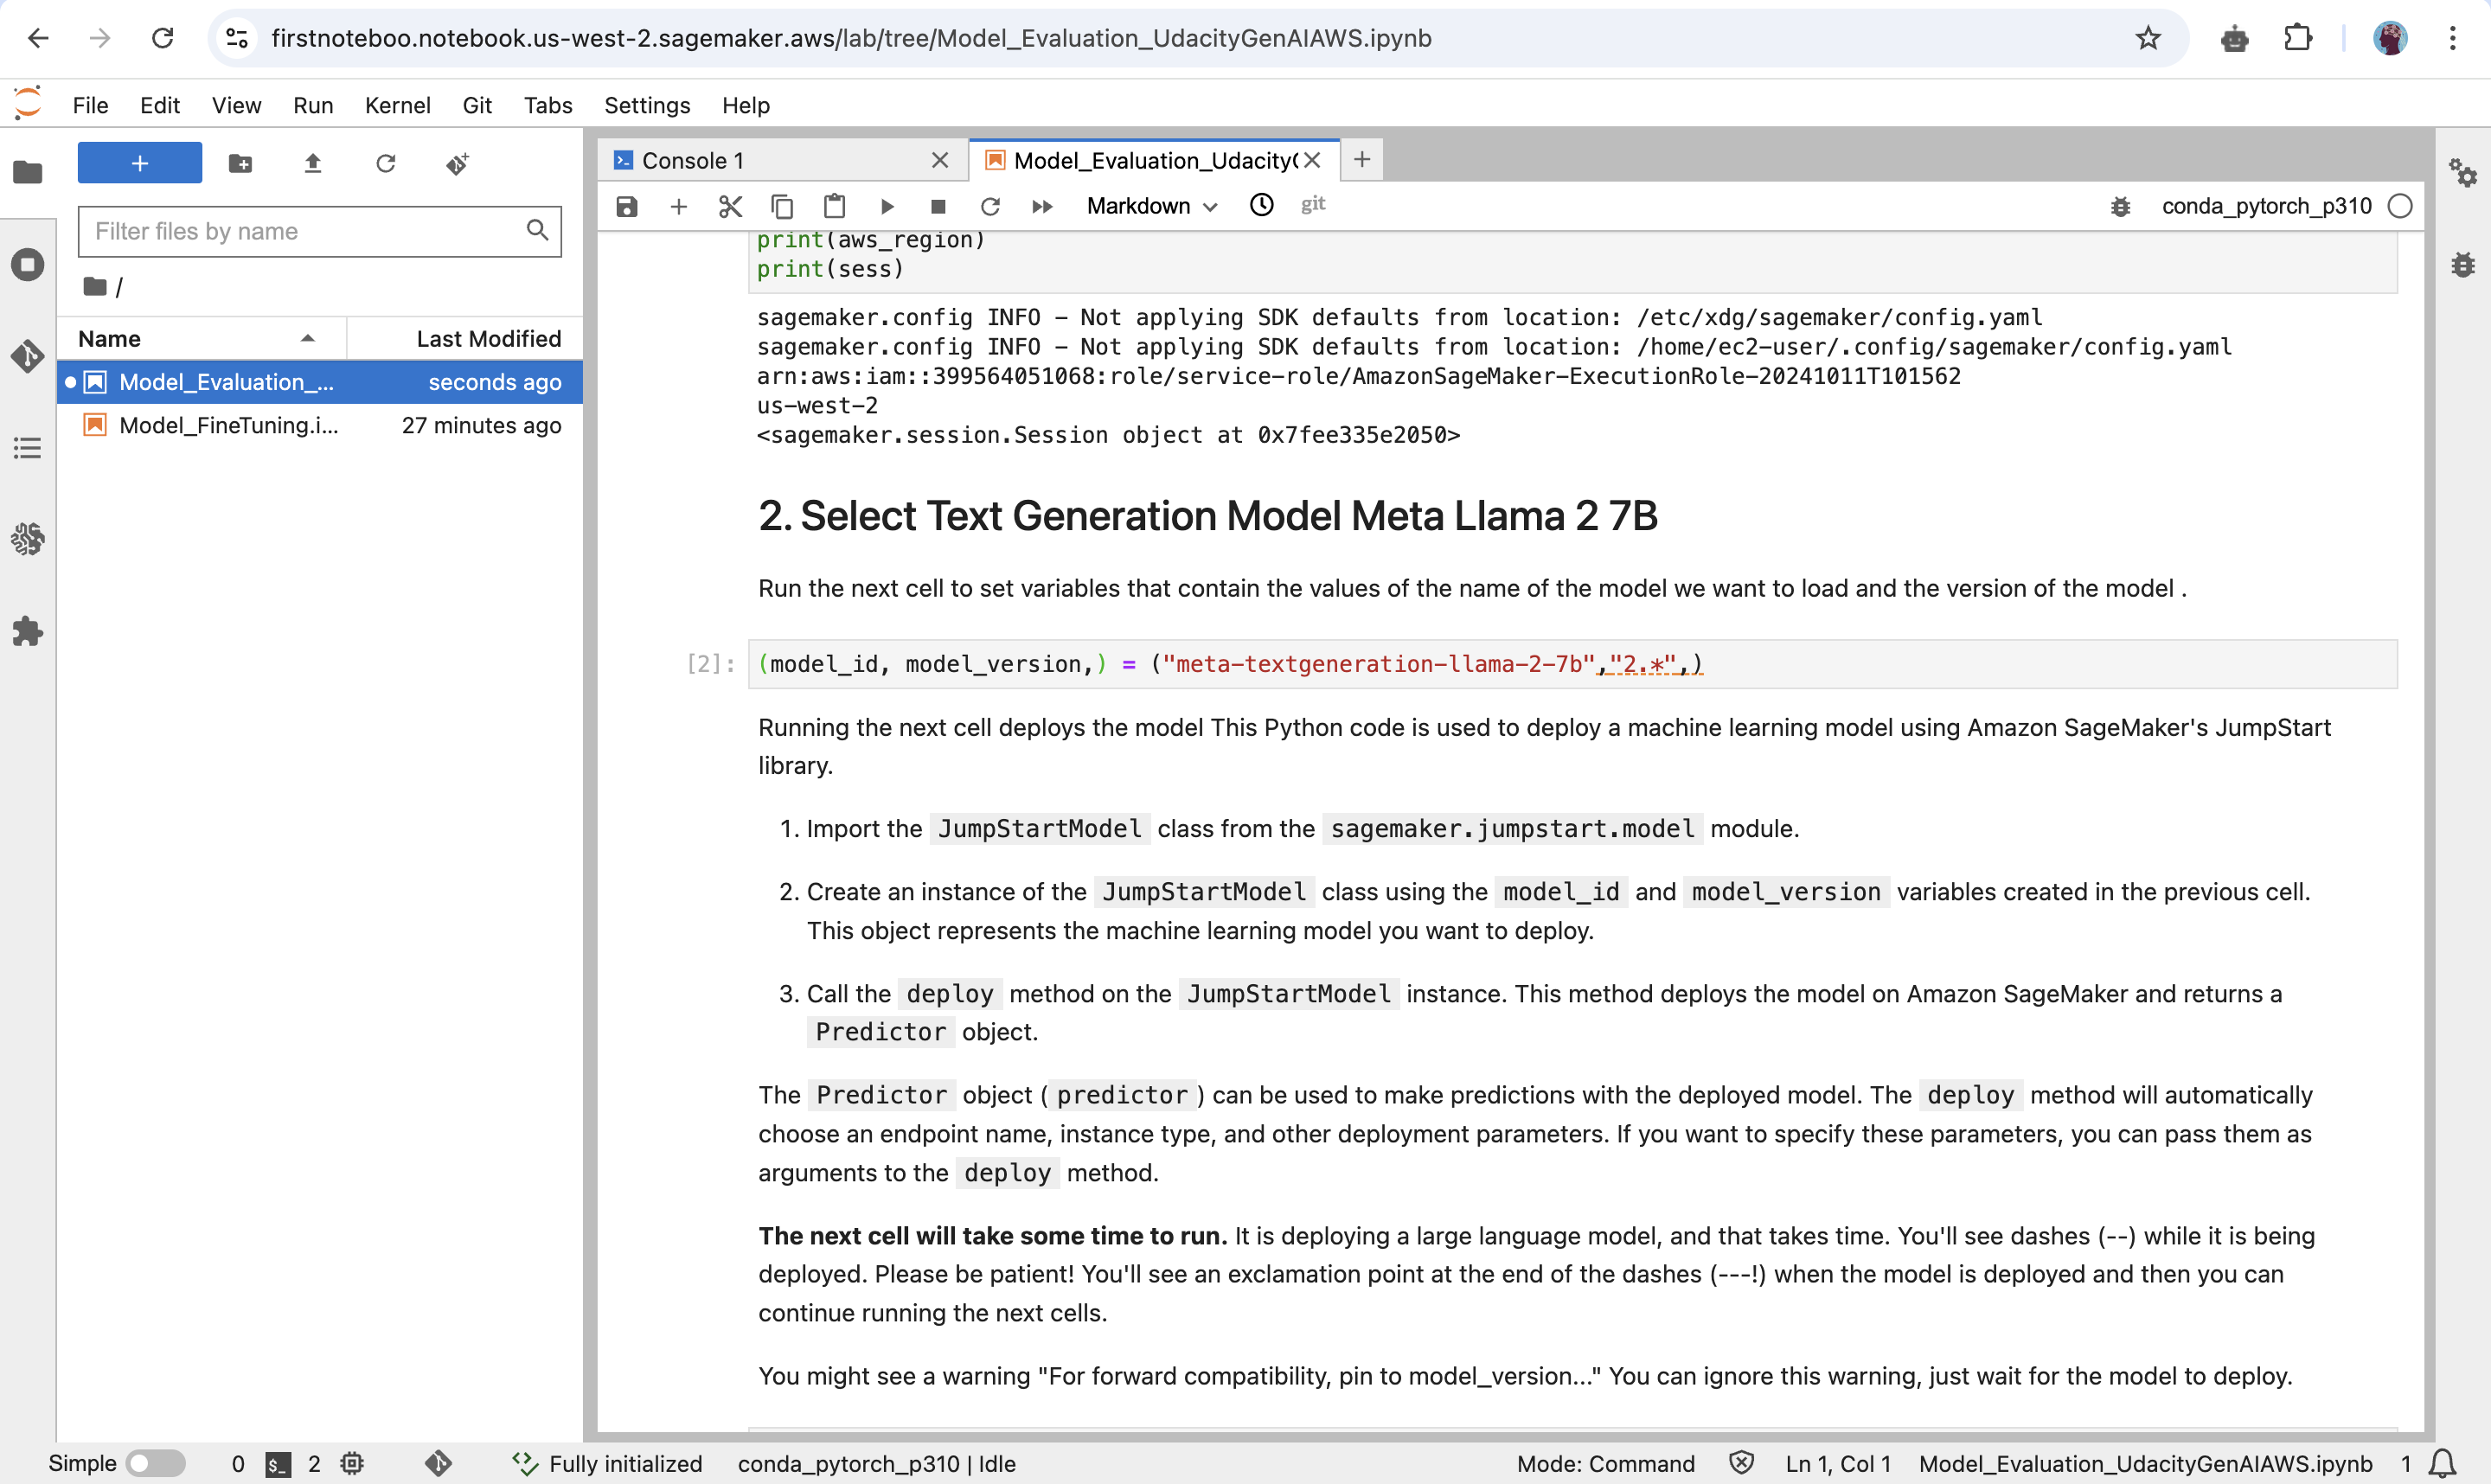 firstnoteboo.notebook.us-west-2.sagemaker.aws/lab/tree/Model_Evaluation_UdacityGenAIAWS.ipynb
File Edit View Run Kernel Git Tabs Settings Help
+
Filter files by name
/
Name Last Modified
Model_Evaluation_... seconds ago
Model_FineTuning.i... 27 minutes ago
Console 1
Model_Evaluation_Udacity(
Markdown
git
conda_pytorch_p310
print(aws_region)
print(sess)
sagemaker.config INFO - Not applying SDK defaults from location: /etc/xdg/sagemaker/config.yaml
sagemaker.config INFO - Not applying SDK defaults from location: /home/ec2-user/.config/sagemaker/config.yaml
arn:aws:iam::399564051068:role/service-role/AmazonSageMaker-ExecutionRole-20241011T101562
us-west-2
<sagemaker.session.Session object at 0x7fee335e2050>
2. Select Text Generation Model Meta Llama 2 7B
Run the next cell to set variables that contain the values of the name of the model we want to load and the version of the model .
[2]: (model_id, model_version,) = ("meta-textgeneration-llama-2-7b","2.*",)
Running the next cell deploys the model This Python code is used to deploy a machine learning model using Amazon SageMaker's JumpStart
library.
1. Import the JumpStartModel class from the sagemaker.jumpstart.model module.
2. Create an instance of the JumpStartModel class using the model_id and model_version variables created in the previous cell.
This object represents the machine learning model you want to deploy.
3. Call the deploy method on the JumpStartModel instance. This method deploys the model on Amazon SageMaker and returns a
Predictor object.
The Predictor object ( predictor ) can be used to make predictions with the deployed model. The deploy method will automatically
choose an endpoint name, instance type, and other deployment parameters. If you want to specify these parameters, you can pass them as
arguments to the deploy method.
The next cell will take some time to run. It is deploying a large language model, and that takes time. You'll see dashes (--) while it is being
deployed. Please be patient! You'll see an exclamation point at the end of the dashes (---!) when the model is deployed and then you can
continue running the next cells.
You might see a warning "For forward compatibility, pin to model_version..." You can ignore this warning, just wait for the model to deploy.
Simple 0 $_ 2 Fully initialized conda_pytorch_p310 | Idle Mode: Command Ln 1, Col 1 Model_Evaluation_UdacityGenAIAWS.ipynb 1